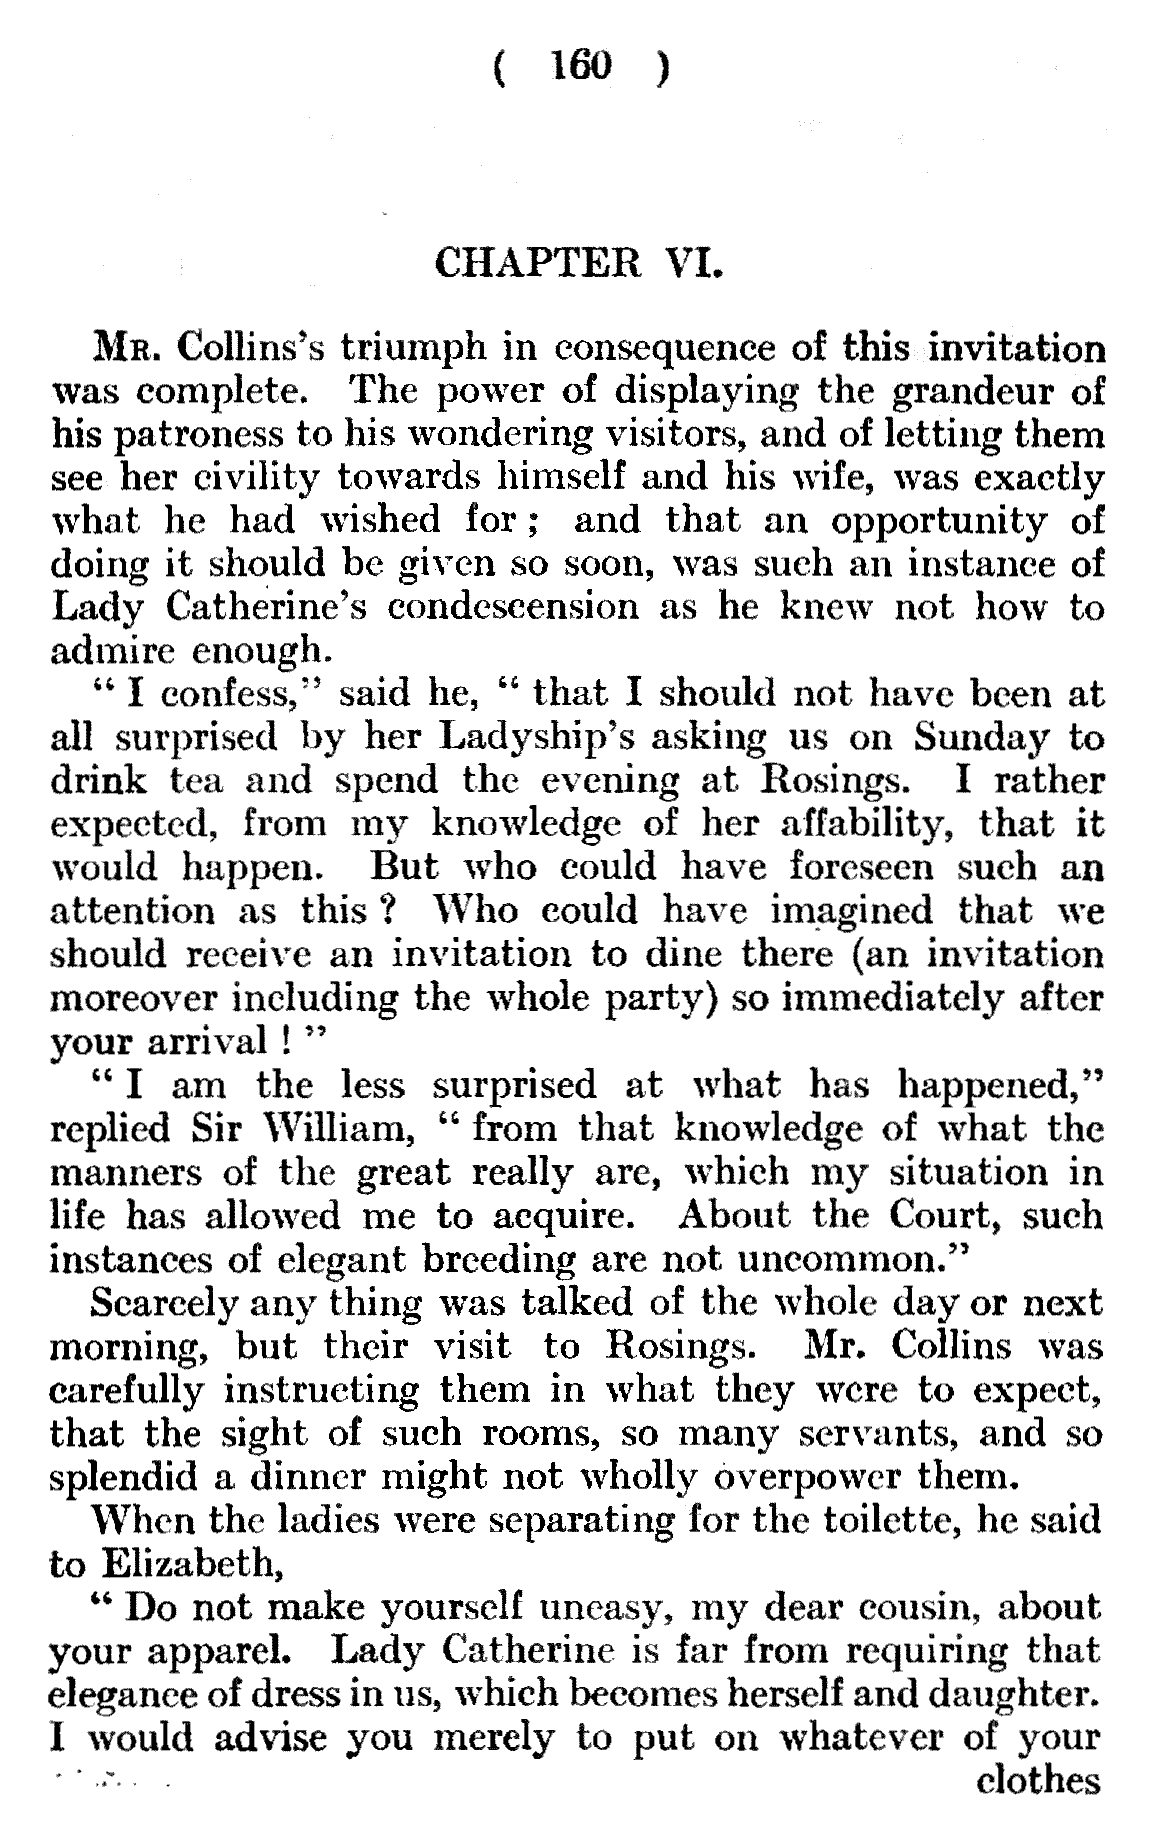 ( 160 )
CHAPTER VI.
MR. Collins's triumph in consequence of this invitation
was complete. The power of displaying the grandeur of
his patroness to his wondering visitors, and of letting them
see her civility towards himself and his wife, was exactly
what he had wished for ; and that an opportunity of
doing it should be given so soon, was such an instance of
Lady Catherine's condescension as he knew not how to
admire enough.
“ I confess,” said he, “ that I should not have been at
all surprised by her Ladyship's asking us on Sunday to
drink tea and spend the evening at Rosings. I rather
expected, from my knowledge of her affability, that it
would happen. But who could have foreseen such an
attention as this ? Who could have imagined that we
should receive an invitation to dine there (an invitation
moreover including the whole party) so immediately after
your arrival ! ”
“ I am the less surprised at what has happened,”
replied Sir William, “ from that knowledge of what the
manners of the great really are, which my situation in
life has allowed me to acquire. About the Court, such
instances of elegant breeding are not uncommon.”
Scarcely any thing was talked of the whole day or next
morning, but their visit to Rosings. Mr. Collins was
carefully instructing them in what they were to expect,
that the sight of such rooms, so many servants, and so
splendid a dinner might not wholly overpower them.
When the ladies were separating for the toilette, he said
to Elizabeth,
“ Do not make yourself uneasy, my dear cousin, about
your apparel. Lady Catherine is far from requiring that
elegance of dress in us, which becomes herself and daughter.
I would advise you merely to put on whatever of your
clothes